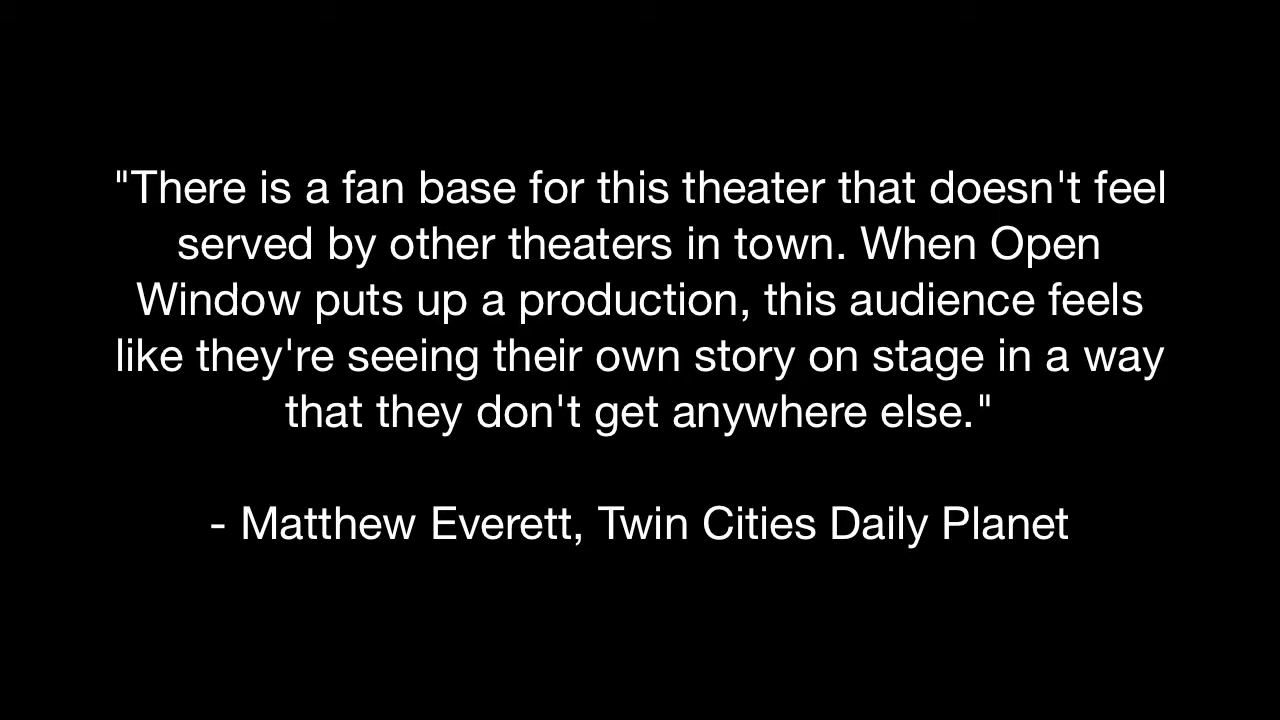 "There is a fan base for this theater that doesn't feel
served by other theaters in town. When Open
Window puts up a production, this audience feels
like they're seeing their own story on stage in a way
that they don't get anywhere else."
- Matthew Everett, Twin Cities Daily Planet